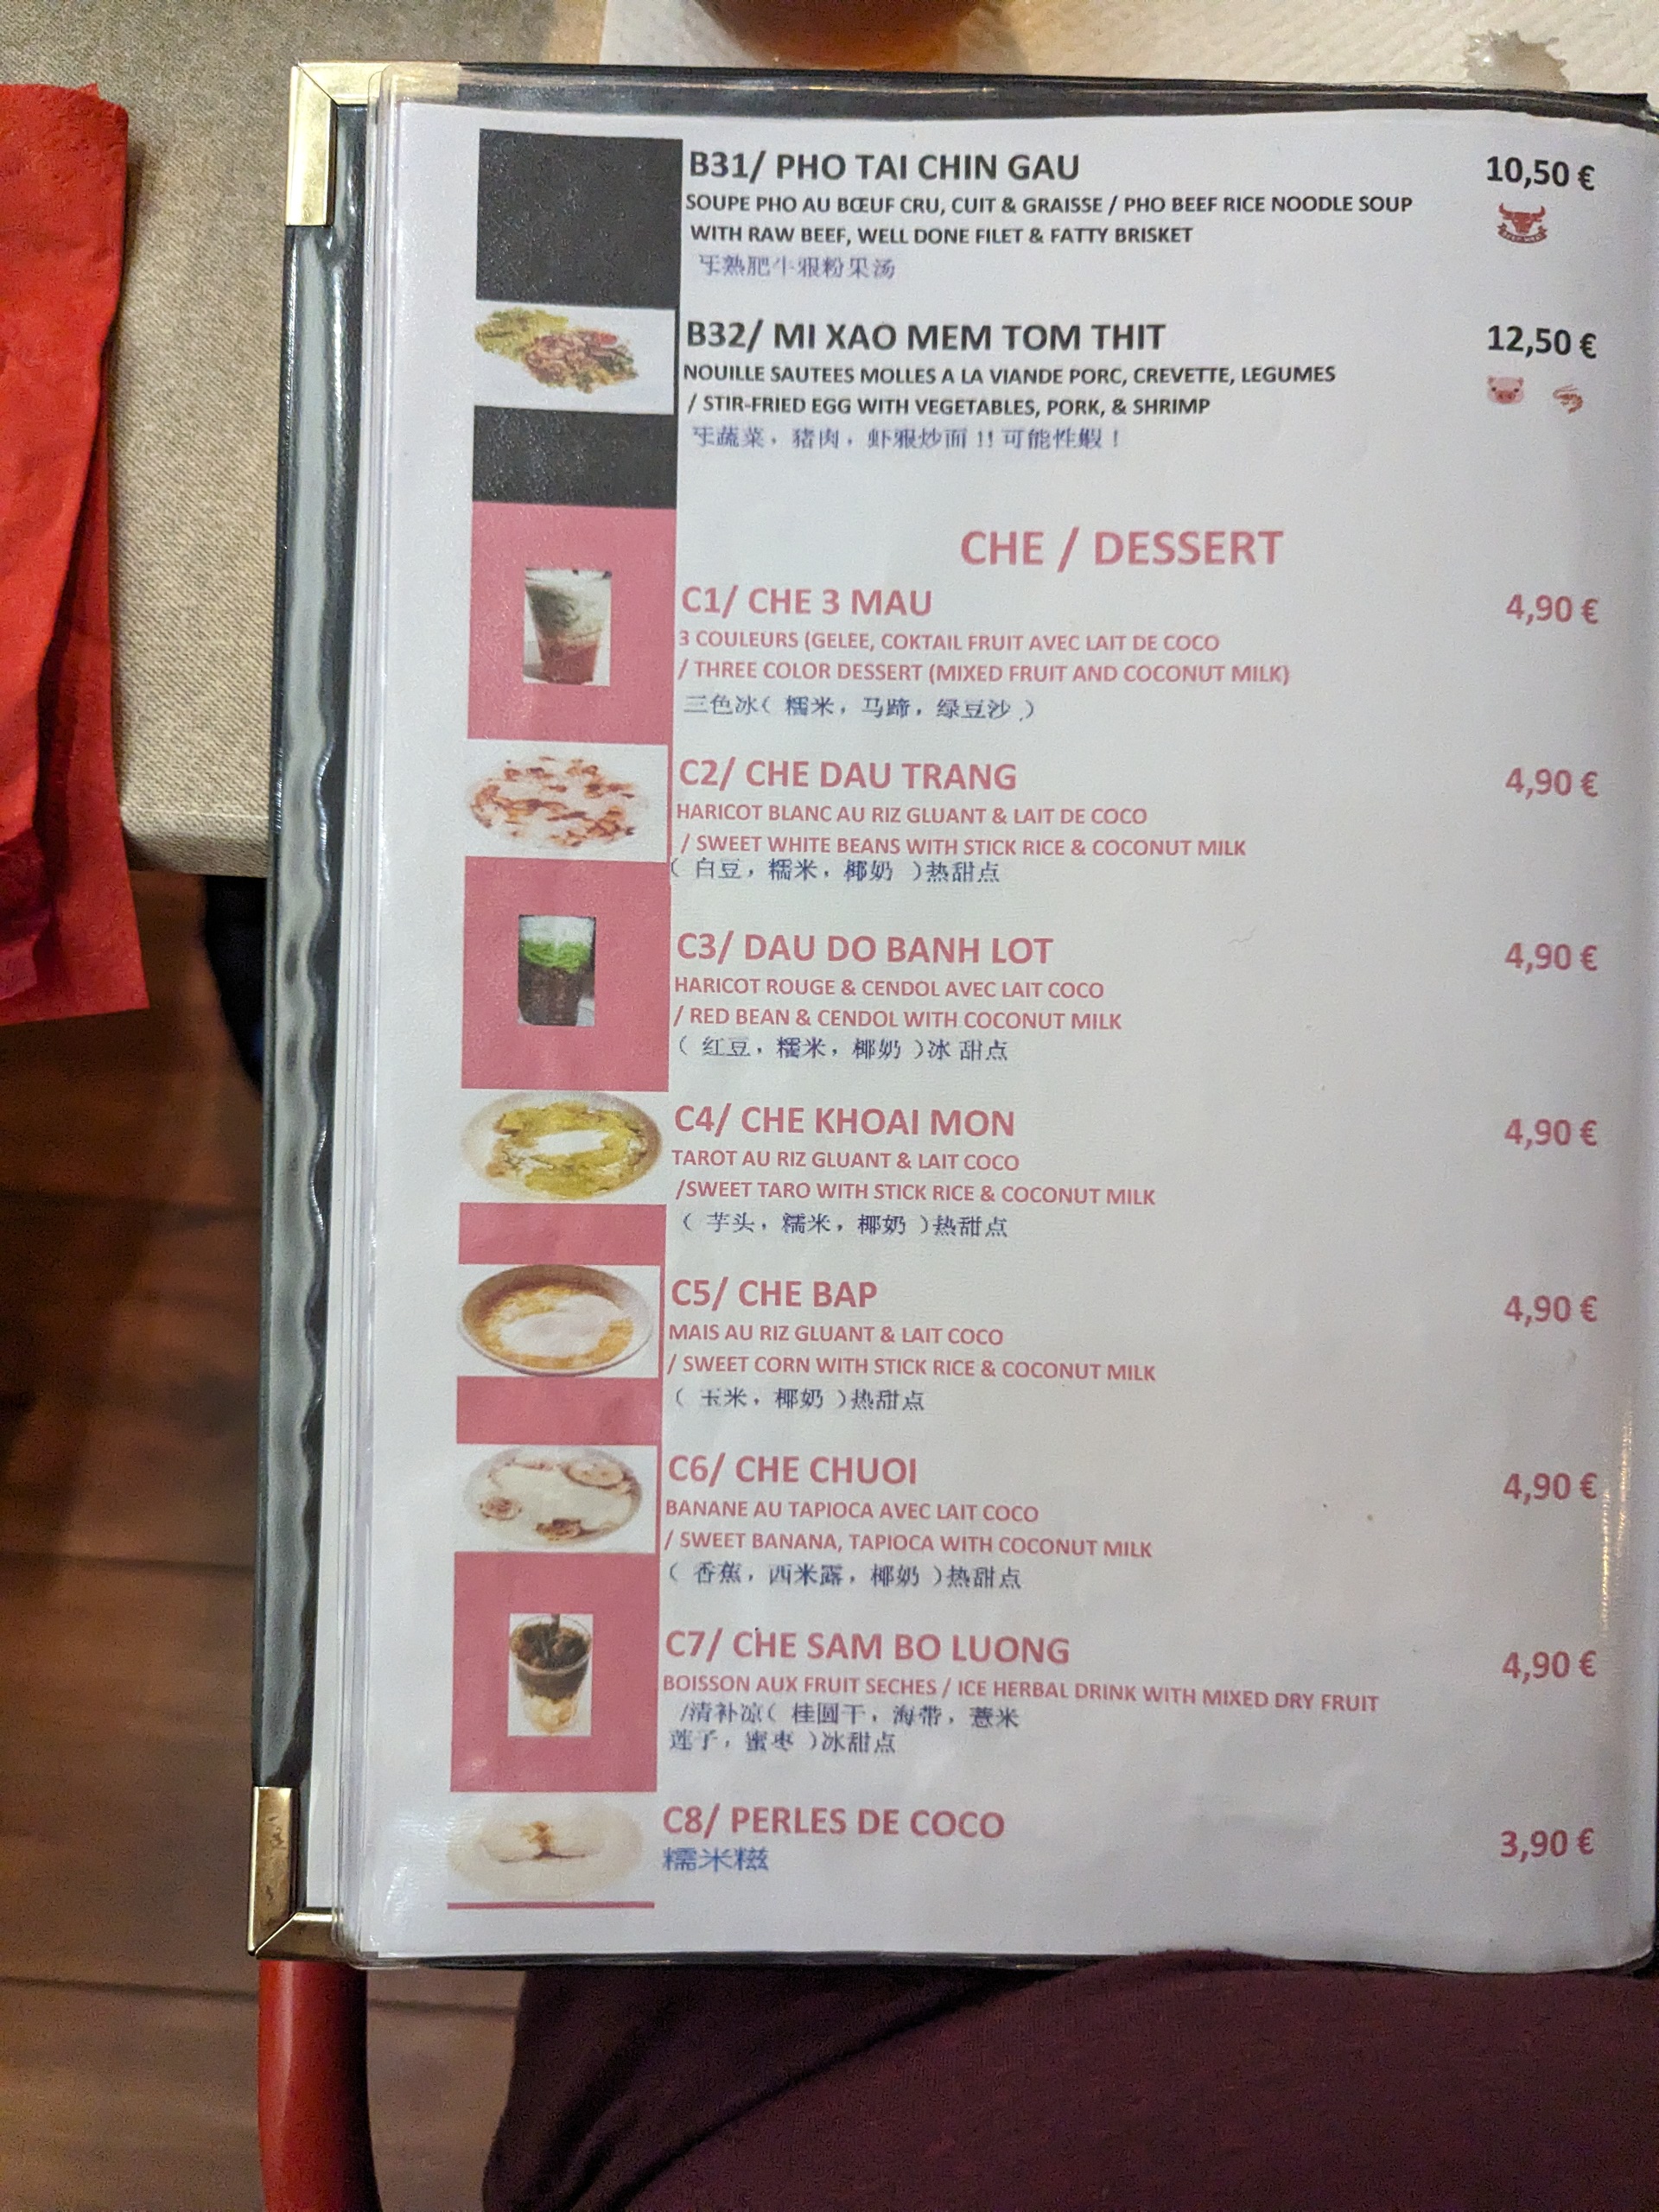 B31/ PHO TAI CHIN GAU
10,50 €
SOUPE PHO AU BŒUF CRU, CUIT & GRAISSE / PHO BEEF RICE NOODLE SOUP
WITH RAW BEEF, WELL DONE FILET & FATTY BRISKET
B32/ MI XAO MEM TOM THIT
12,50 €
NOUILLE SAUTEES MOLLES A LA VIANDE PORC, CREVETTE, LEGUMES
/ STIR-FRIED EGG WITH VEGETABLES, PORK, & SHRIMP
蔬菜，猪肉，
CHE / DESSERT
C1/ CHE 3 MAU
4,90 €
3 COULEURS (GELEE, COKTAIL FRUIT AVEC LAIT DE COCO
/ THREE COLOR DESSERT (MIXED FRUIT AND COCONUT MILK)
三色冰（ 糯米，马蹄，绿豆沙 ）
C2/ CHE DAU TRANG
4,90 €
HARICOT BLANC AU RIZ GLUANT & LAIT DE COCO
/ SWEET WHITE BEANS WITH STICK RICE & COCONUT MILK
（ 白豆，糯米，椰奶 ）热甜点
C3/ DAU DO BANH LOT
4,90 €
HARICOT ROUGE & CENDOL AVEC LAIT COCO
/ RED BEAN & CENDOL WITH COCONUT MILK
（ 红豆，糯米，椰奶 ）冰 甜点
C4/ CHE KHOAI MON
4,90 €
TAROT AU RIZ GLUANT & LAIT COCO
/SWEET TARO WITH STICK RICE & COCONUT MILK
（ 芋头，糯米，椰奶 ）热甜点
C5/ CHE BAP
4,90 €
MAIS AU RIZ GLUANT & LAIT COCO
/ SWEET CORN WITH STICK RICE & COCONUT MILK
（ 玉米，椰奶 ）热甜点
C6/ CHE CHUOI
4,90 €
BANANE AU TAPIOCA AVEC LAIT COCO
/ SWEET BANANA, TAPIOCA WITH COCONUT MILK
（ 香蕉，西米露，椰奶 ）热甜点
C7/ CHE SAM BO LUONG
4,90 €
BOISSON AUX FRUIT SECHES / ICE HERBAL DRINK WITH MIXED DRY FRUIT
/清补凉（ 桂圆干，海带，薏米
莲子，蜜枣 ）冰甜点
C8/ PERLES DE COCO
3,90 €
糯米糍